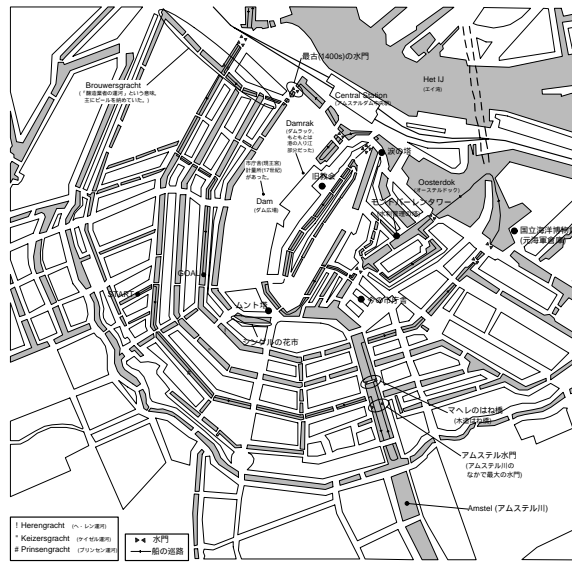 最古(1400s)の水門
Het IJ
(エイ湾)
Brouwersgracht
(「醸造業者の運河」という意味。
主にビールを納めていた。)
Central Station
(アムステルダム中央駅)
Damrak
(ダムラック、
もともとは
港の入り江
部分だった)
涙の塔
市庁舎(現王宮)
計量所(17世紀)
があった。
旧教会
Oosterdok
(オーステルドック)
Dam
(ダム広場)
モントバーレンタワー
国立海洋博物館
(元海軍倉庫)
GOAL
START
ムント塔
今の市庁舎
シンゲルの花市
マヘレのはね橋
(木造はね橋)
アムステル水門
(アムステル川の
なかで最大の水門)
Amstel (アムステル川)
! Herengracht (ヘーレン運河)
" Keizersgracht (ケイゼル運河)
# Prinsengracht (プリンセン運河)
水門
船の巡路